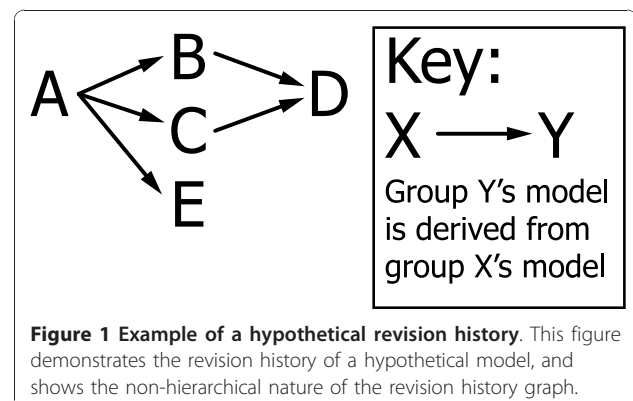 A
B
C
D
E
Key:
X
Y
Group Y's model
is derived from
group X's model
Figure 1 Example of a hypothetical revision history. This figure
demonstrates the revision history of a hypothetical model, and
shows the non-hierarchical nature of the revision history graph.